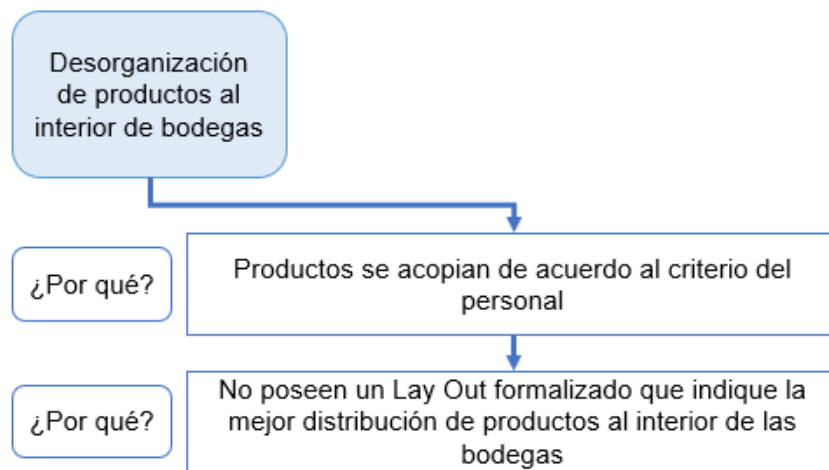 Desorganización
de productos al
interior de bodegas
¿Por qué?
Productos se acopian de acuerdo al criterio del
personal
¿Por qué?
No poseen un Lay Out formalizado que indique la
mejor distribución de productos al interior de las
bodegas